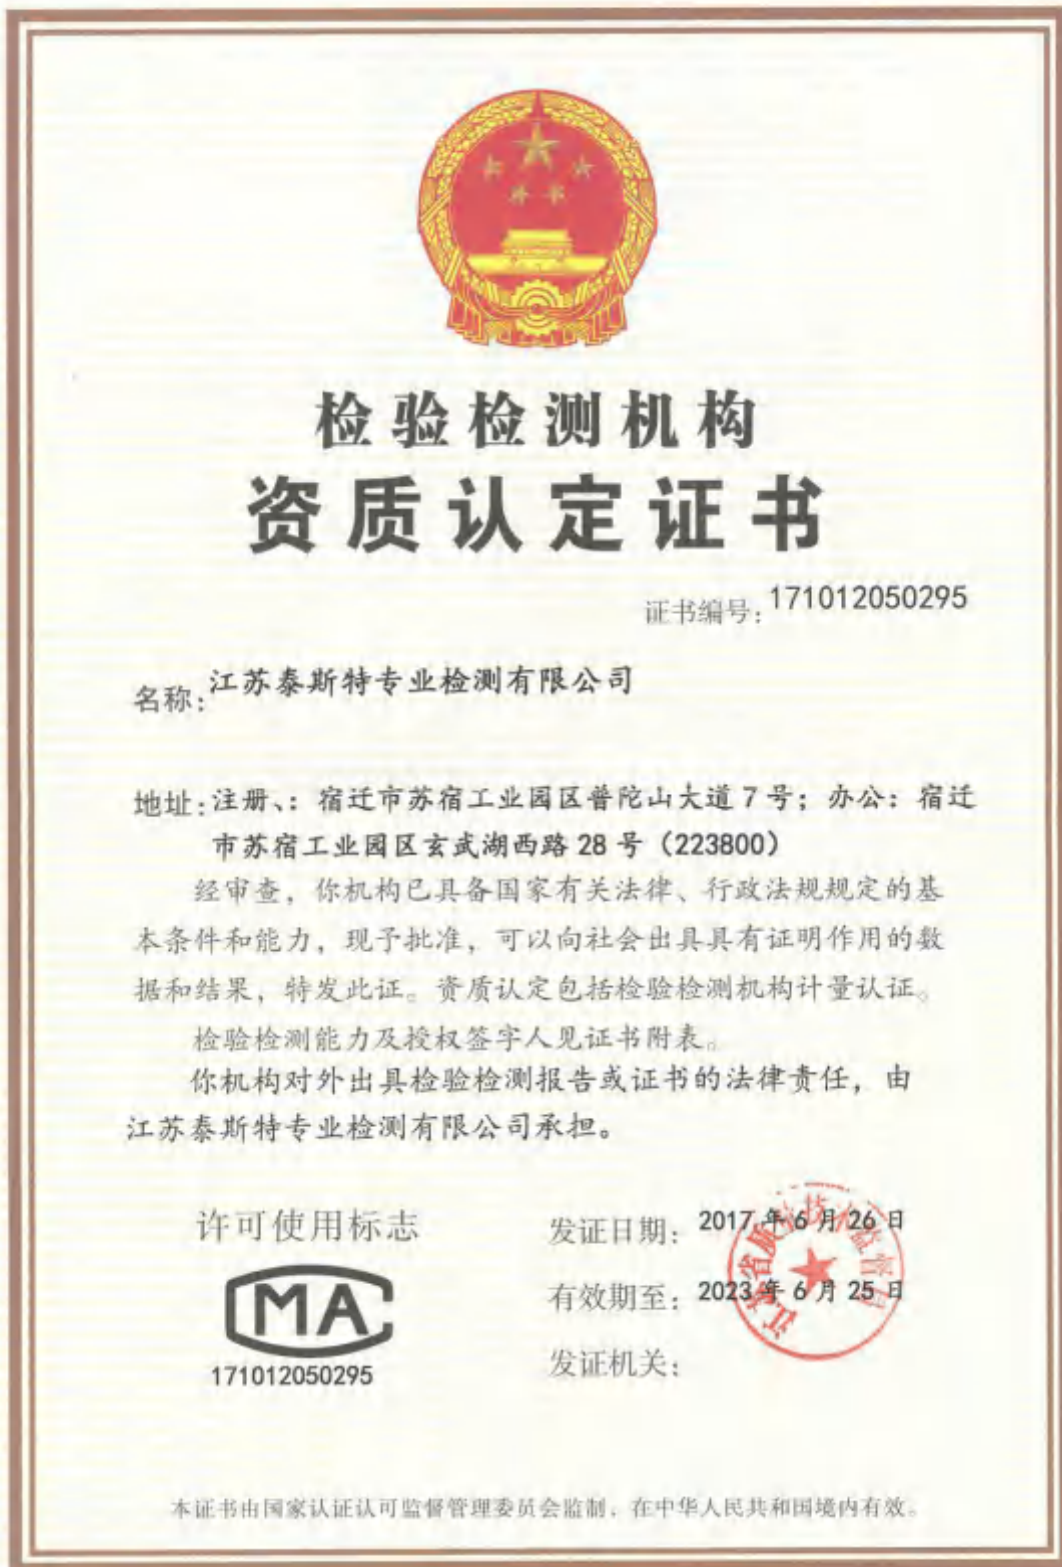 检验检测机构
资质认定证书
证书编号:171012050295
名称:江苏泰斯特专业检测有限公司
地址:注册、:宿迁市苏宿工业园区普陀山大道7号;办公:宿迁
市苏宿工业园区玄武湖西路28号(223800)
经审查,你机构已具备国家有关法律、行政法规规定的基
本条件和能力,现予批准,可以向社会出具具有证明作用的数
据和结果,特发此证。资质认定包括检验检测机构计量认证。
检验检测能力及授权签字人见证书附表。
你机构对外出具检验检测报告或证书的法律责任,由
江苏泰斯特专业检测有限公司承担。
许可使用标志
MA
171012050295
发证日期:2017年6月26日
有效期至:2023年6月25日
发证机关:
江苏省质量技术监督局
本证书由国家认证认可监督管理委员会监制,在中华人民共和国境内有效。